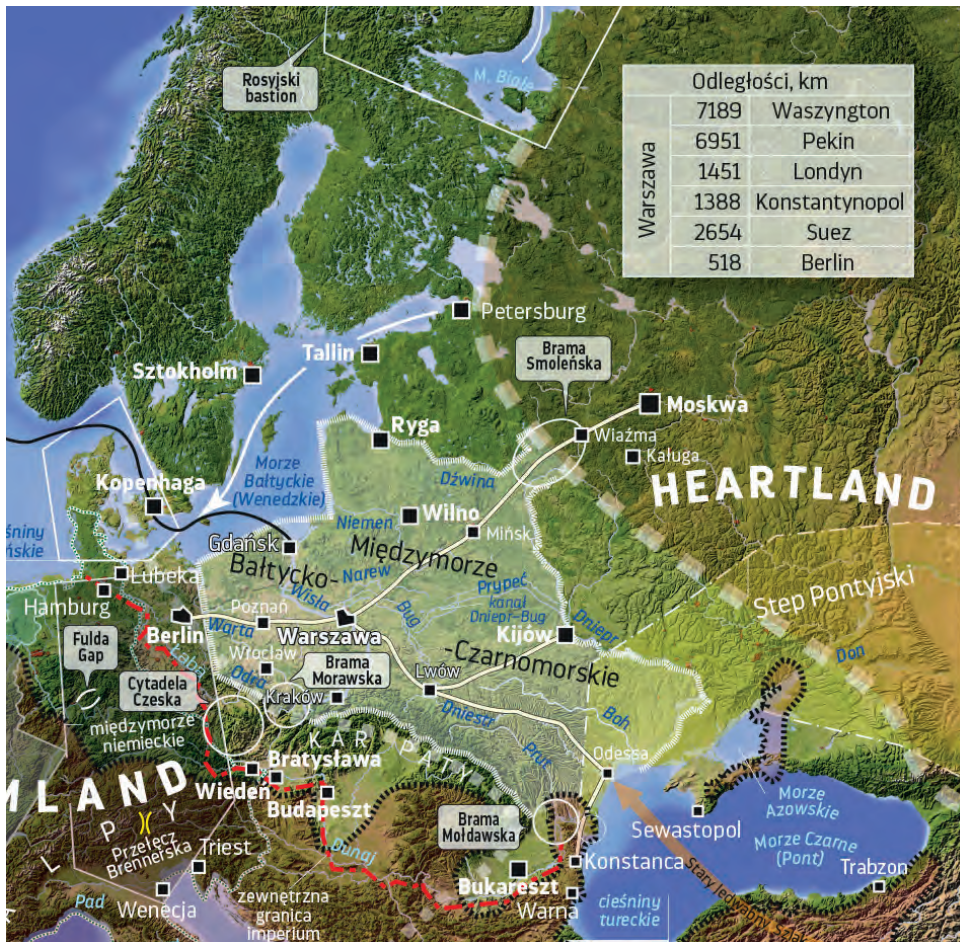 Rosyjski
bastion
M. Białe
Odległości, km
Warszawa
7189 Waszyngton
6951 Pekin
1451 Londyn
1388 Konstantynopol
2654 Suez
518 Berlin
Petersburg
Tallin
Sztokholm
Brama
Smoleńska
Moskwa
Ryga
Wiaźma
Kaługa
Morze
Bałtyckie
(Wenedzkie)
Dźwina
HEARTLAND
Kopenhaga
Niemen
Wilno
Mińsk
Gdańsk
Międzymorze
Bałtycko-
Narew
Wisła
Prypeć
kanał
Dniepr-Bug
Step Pontyjski
Lubeka
Hamburg
Poznań
Berlin
Warta
Warszawa
Bug
Kijów
Dniepr
-Czarnomorskie
Don
Fulda
Gap
Łaba
Wrocław
Odra
Brama
Morawska
Kraków
Lwów
Cytadela
Czeska
Dniestr
Boh
międzymorze
niemieckie
KARPATY
Prut
Odessa
Bratysława
Wiedeń
Budapeszt
MLAND
LPY
Przełęcz
Brennerska
Triest
Dunaj
Brama
Mołdawska
Morze
Azowskie
Sewastopol
Morze Czarne
(Pont)
Konstanca
Bukareszt
Trabzon
Warna
cieśniny
tureckie
Wenecja
Pad
zewnętrzna
granica
imperium